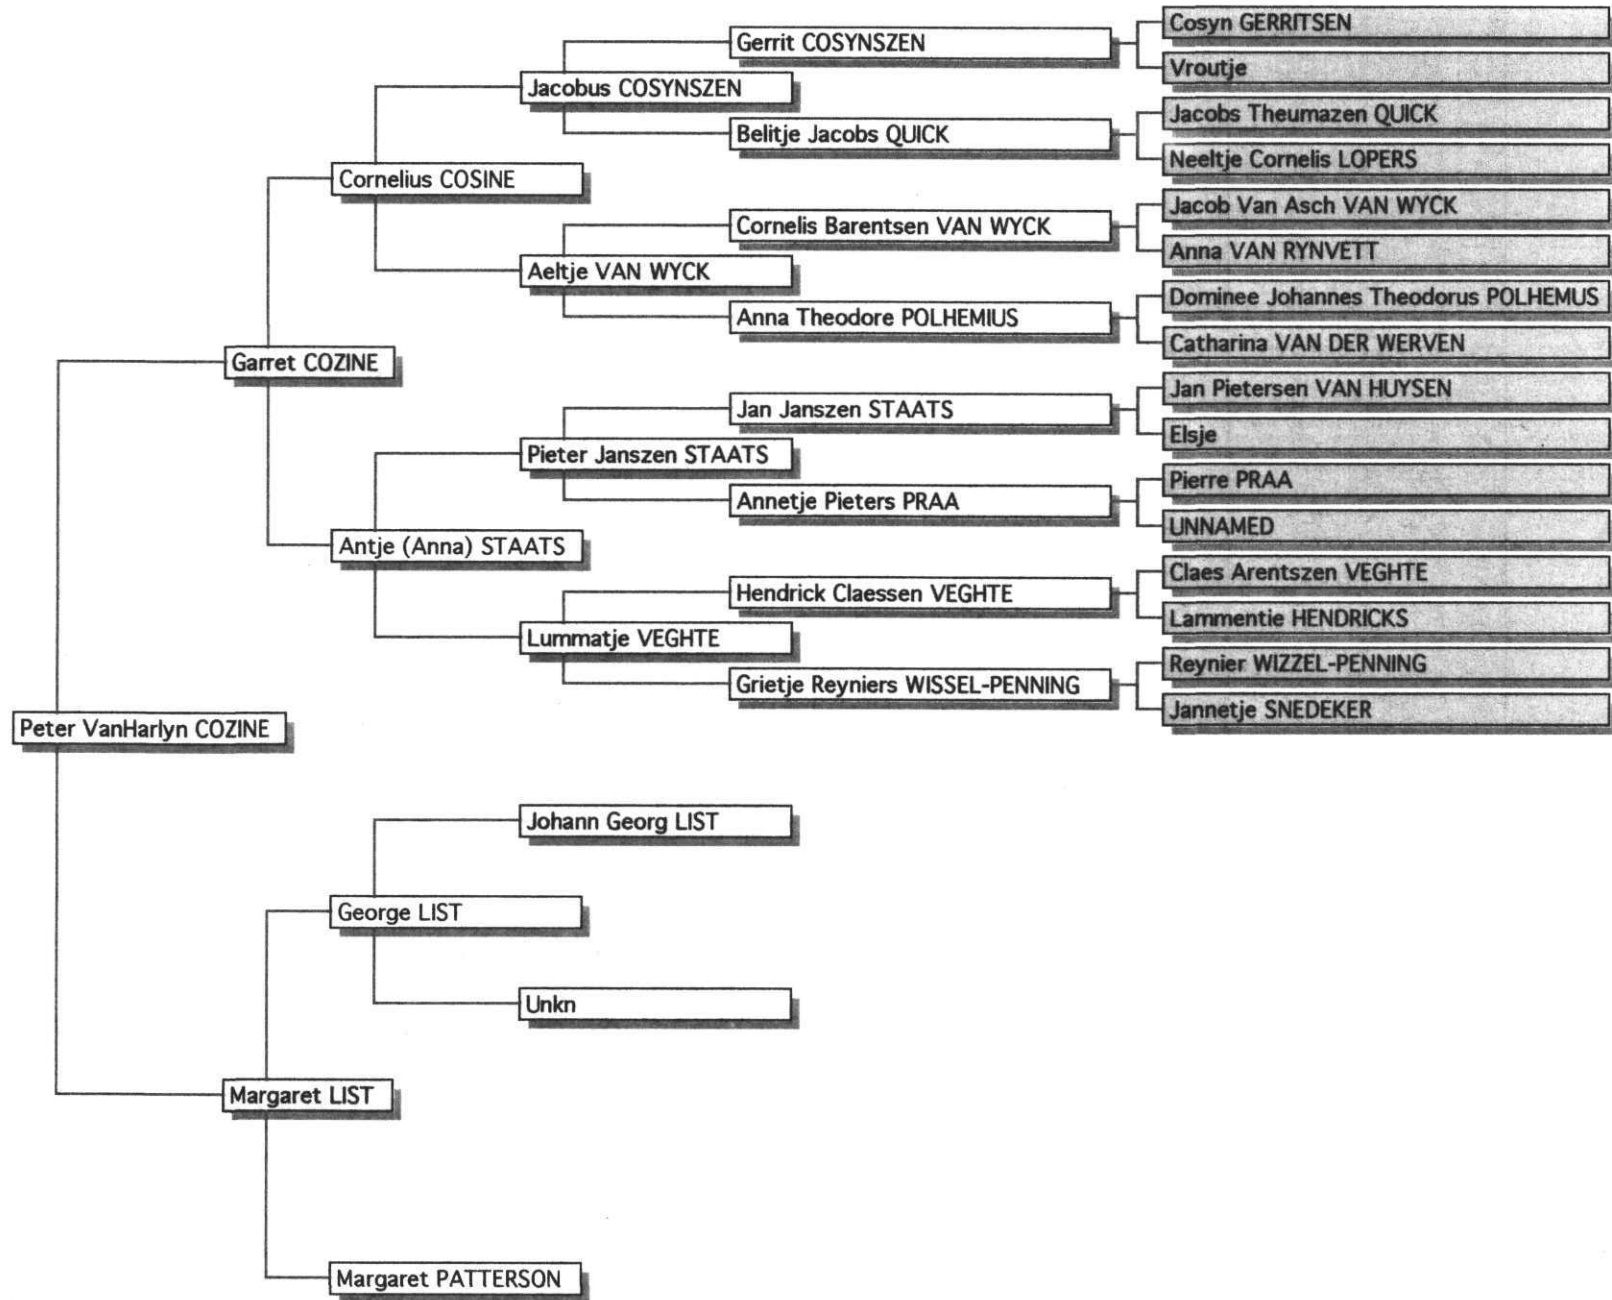 Cosyn GERRITSEN
Gerrit COSYNSZEN
Vroutje
Jacobus COSYNSZEN
Jacobs Theumazen QUICK
Belitje Jacobs QUICK
Neeltje Cornelis LOPERS
Cornelius COSINE
Jacob Van Asch VAN WYCK
Cornelis Barentsen VAN WYCK
Anna VAN RYNVETT
Aeltje VAN WYCK
Dominee Johannes Theodorus POLHEMUS
Anna Theodore POLHEMIUS
Catharina VAN DER WERVEN
Garret COZINE
Jan Pietersen VAN HUYSEN
Jan Janszen STAATS
Elsje
Pieter Janszen STAATS
Pierre PRAA
Annetje Pieters PRAA
UNNAMED
Antje (Anna) STAATS
Claes Arentszen VEGHTE
Hendrick Claessen VEGHTE
Lammentie HENDRICKS
Lummatje VEGHTE
Reynier WIZZEL-PENNING
Grietje Reyniers WISSEL-PENNING
Jannetje SNEDEKER
Peter VanHarlyn COZINE
Johann Georg LIST
George LIST
Unkn
Margaret LIST
Margaret PATTERSON